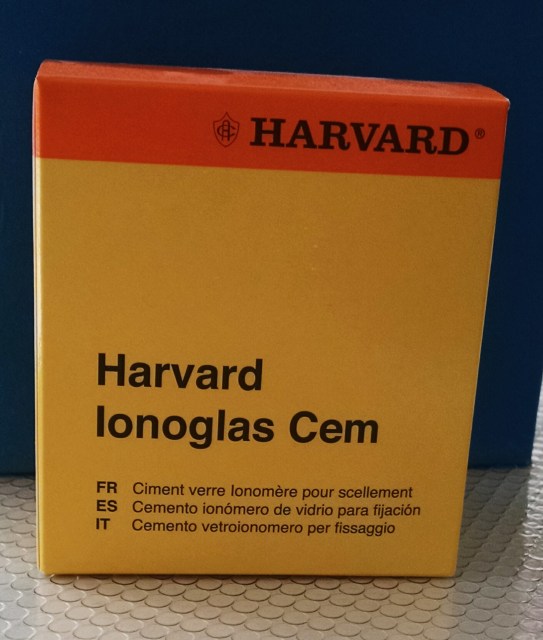 HARVARD®
Harvard
Ionoglas Cem
FR Ciment verre Ionomère pour scellement
ES Cemento ionómero de vidrio para fijación
IT Cemento vetroionomero per fissaggio